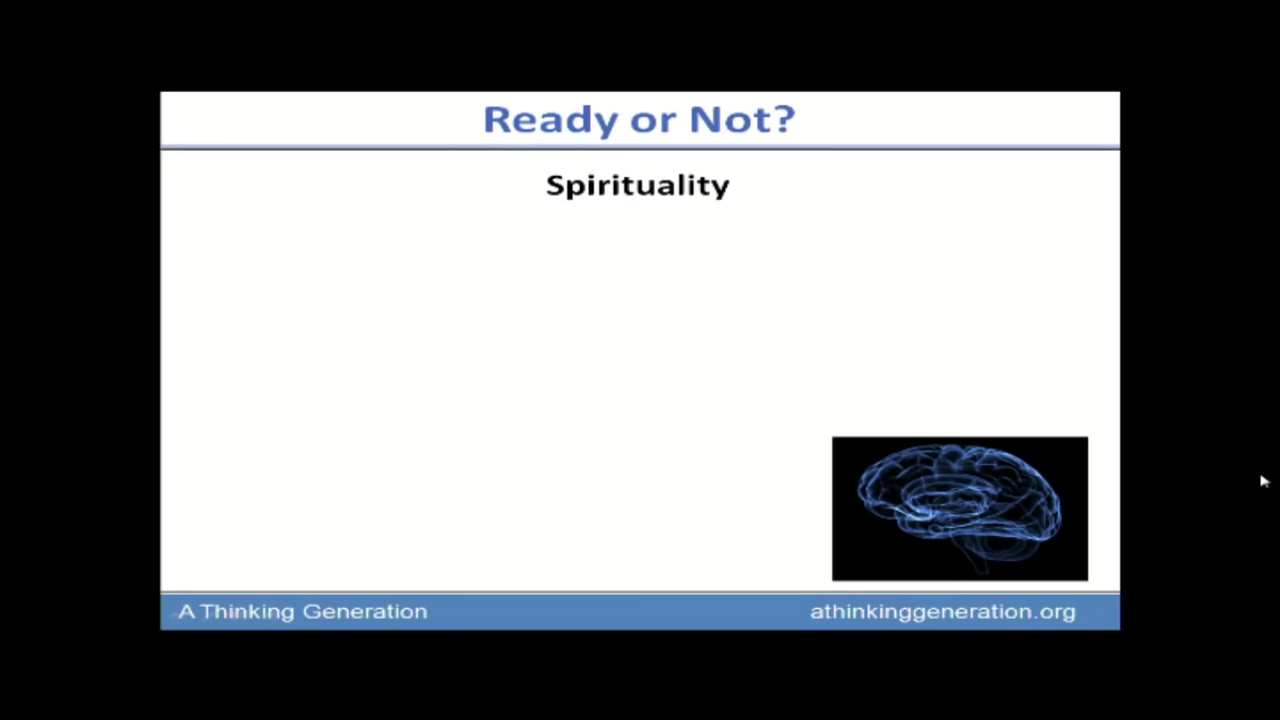 Ready or Not?
Spirituality
A Thinking Generation
athinkinggeneration.org